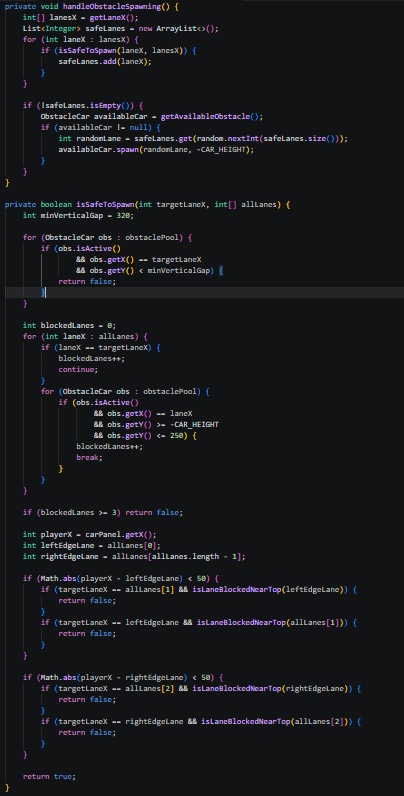 private void handleObstacleSpawning() {
    int[] lanesX = getLaneX();
    List<Integer> safeLanes = new ArrayList<>();
    for (int laneX : lanesX) {
        if (isSafeToSpawn(laneX, lanesX)) {
            safeLanes.add(laneX);
        }
    }

    if (!safeLanes.isEmpty()) {
        ObstacleCar availableCar = getAvailableObstacle();
        if (availableCar != null) {
            int randomLane = safeLanes.get(random.nextInt(safeLanes.size()));
            availableCar.spawn(randomLane, -CAR_HEIGHT);
        }
    }
}

private boolean isSafeToSpawn(int targetLaneX, int[] allLanes) {
    int minVerticalGap = 320;

    for (ObstacleCar obs : obstaclePool) {
        if (obs.isActive()
                && obs.getX() == targetLaneX
                && obs.getY() < minVerticalGap) {
            return false;
        }
    }

    int blockedLanes = 0;
    for (int laneX : allLanes) {
        if (laneX == targetLaneX) {
            blockedLanes++;
            continue;
        }
        for (ObstacleCar obs : obstaclePool) {
            if (obs.isActive()
                    && obs.getX() == laneX
                    && obs.getY() >= -CAR_HEIGHT
                    && obs.getY() <= 250) {
                blockedLanes++;
                break;
            }
        }
    }

    if (blockedLanes >= 3) return false;

    int playerX = carPanel.getX();
    int leftEdgeLane = allLanes[0];
    int rightEdgeLane = allLanes[allLanes.length - 1];

    if (Math.abs(playerX - leftEdgeLane) < 50) {
        if (targetLaneX == allLanes[1] && isLaneBlockedNearTop(leftEdgeLane)) {
            return false;
        }
        if (targetLaneX == leftEdgeLane && isLaneBlockedNearTop(allLanes[1])) {
            return false;
        }
    }

    if (Math.abs(playerX - rightEdgeLane) < 50) {
        if (targetLaneX == allLanes[2] && isLaneBlockedNearTop(rightEdgeLane)) {
            return false;
        }
        if (targetLaneX == rightEdgeLane && isLaneBlockedNearTop(allLanes[2])) {
            return false;
        }
    }

    return true;
}